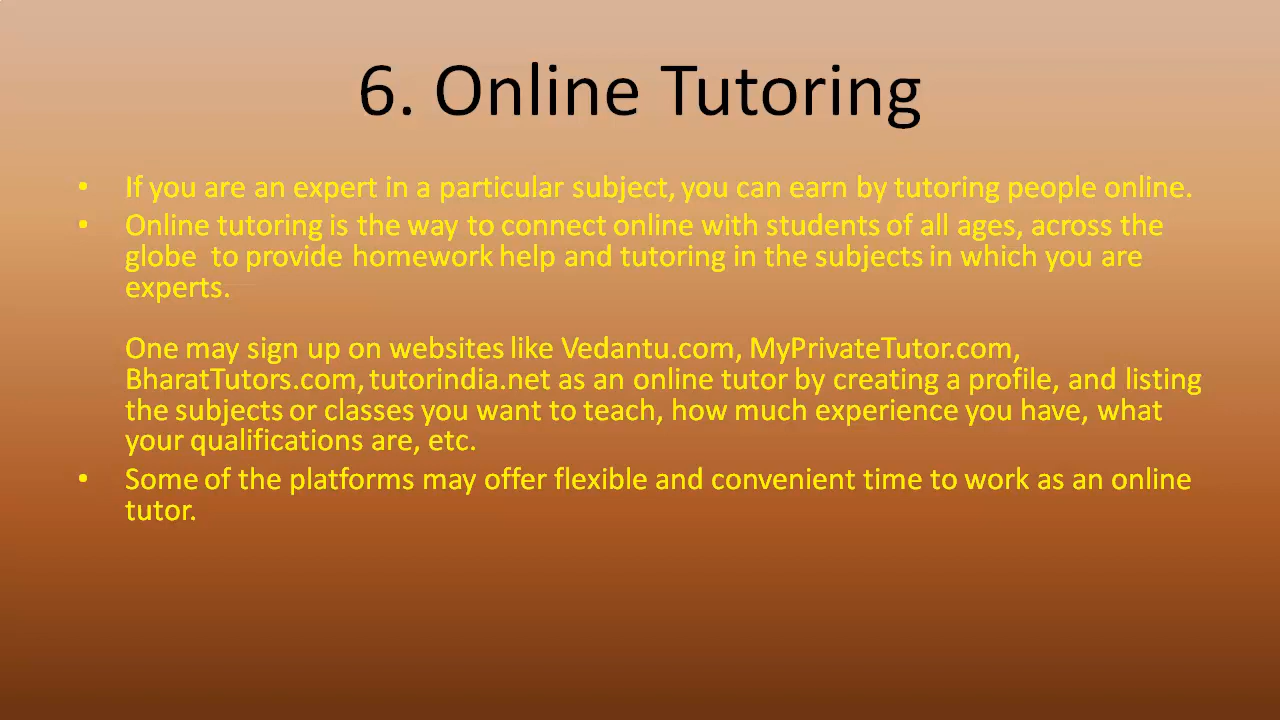 6. Online Tutoring
• If you are an expert in a particular subject, you can earn by tutoring people online.
• Online tutoring is the way to connect online with students of all ages, across the
globe to provide homework help and tutoring in the subjects in which you are
experts.
One may sign up on websites like Vedantu.com, MyPrivateTutor.com,
BharatTutors.com, tutorindia.net as an online tutor by creating a profile, and listing
the subjects or classes you want to teach, how much experience you have, what
your qualifications are, etc.
• Some of the platforms may offer flexible and convenient time to work as an online
tutor.